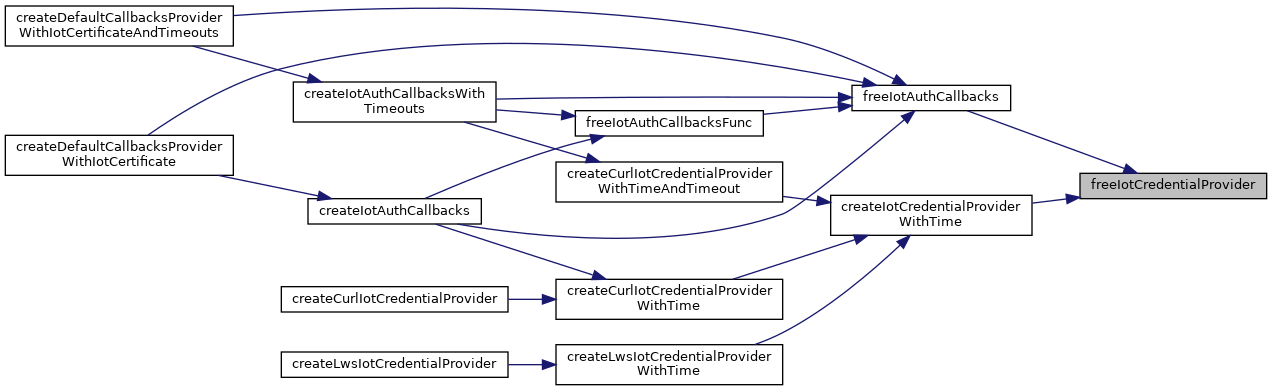 createDefaultCallbacksProvider
WithIotCertificateAndTimeouts
createIotAuthCallbacksWith
Timeouts
freeIotAuthCallbacks
freeIotAuthCallbacksFunc
createDefaultCallbacksProvider
WithIotCertificate
createCurlIotCredentialProvider
WithTimeAndTimeout
freeIotCredentialProvider
createIotAuthCallbacks
createIotCredentialProvider
WithTime
createCurlIotCredentialProvider
createCurlIotCredentialProvider
WithTime
createLwsIotCredentialProvider
createLwsIotCredentialProvider
WithTime